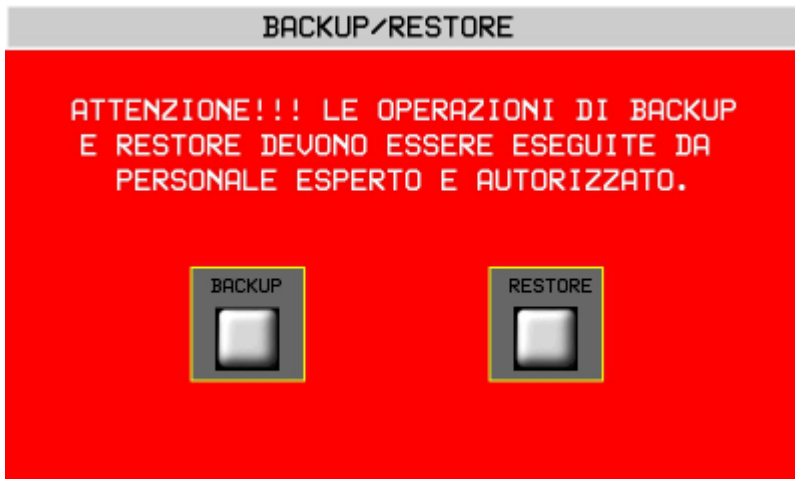 BACKUP/RESTORE
ATTENZIONE!!! LE OPERAZIONI DI BACKUP
E RESTORE DEVONO ESSERE ESEGUITE DA
PERSONALE ESPERTO E AUTORIZZATO.
BACKUP
RESTORE